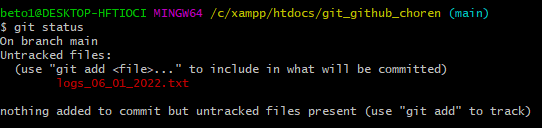 beto1@DESKTOP-HFTIOCI MINGW64 /c/xampp/htdocs/git_github_choren (main)
$ git status
On branch main
Untracked files:
  (use "git add <file>..." to include in what will be committed)
        logs_06_01_2022.txt

nothing added to commit but untracked files present (use "git add" to track)